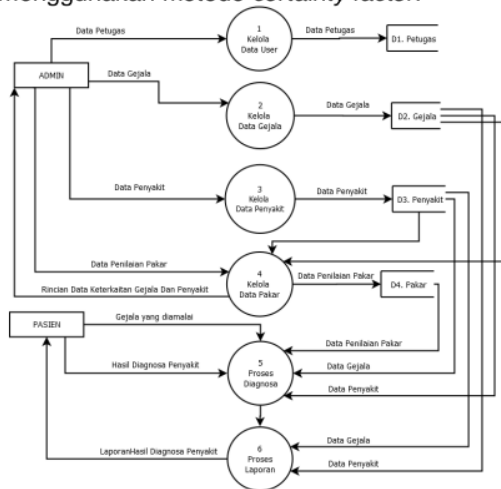 menggunakan metode certainty factor.
Data Petugas
1
Kelola
Data User
Data Petugas
D1. Petugas
ADMIN
Data Gejala
2
Kelola
Data Gejala
Data Gejala
D2. Gejala
Data Penyakit
3
Kelola
Data Penyakit
Data Penyakit
D3. Penyakit
Data Penilaian Pakar
4
Kelola
Data Pakar
Data Penilaian Pakar
D4. Pakar
Rincian Data Keterkaitan Gejala Dan Penyakit
PASIEN
Gejala yang diamalai
Data Penilaian Pakar
5
Proses
Diagnosa
Hasil Diagnosa Penyakit
Data Gejala
Data Penyakit
6
Proses
Laporan
Data Gejala
LaporanHasil Diagnosa Penyakit
Data Penyakit